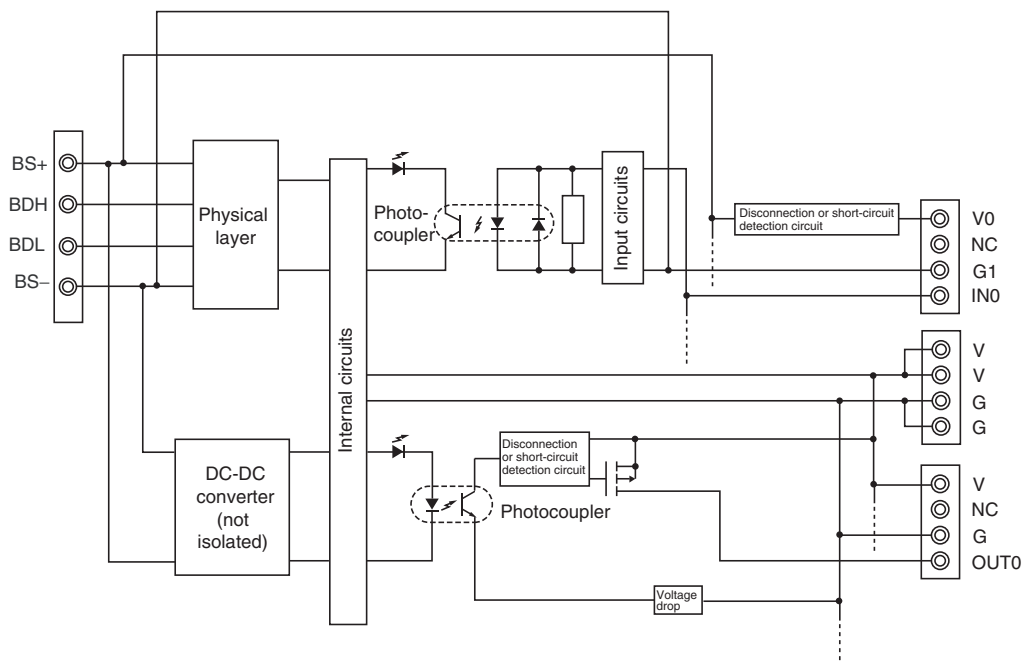 BS+
BDH
BDL
BS−
Physical
layer
Photo-
coupler
Input circuits
Disconnection or short-circuit
detection circuit
V0
NC
G1
IN0
Internal circuits
V
V
G
G
DC-DC
converter
(not
isolated)
Disconnection
or short-circuit
detection circuit
Photocoupler
Voltage
drop
V
NC
G
OUT0